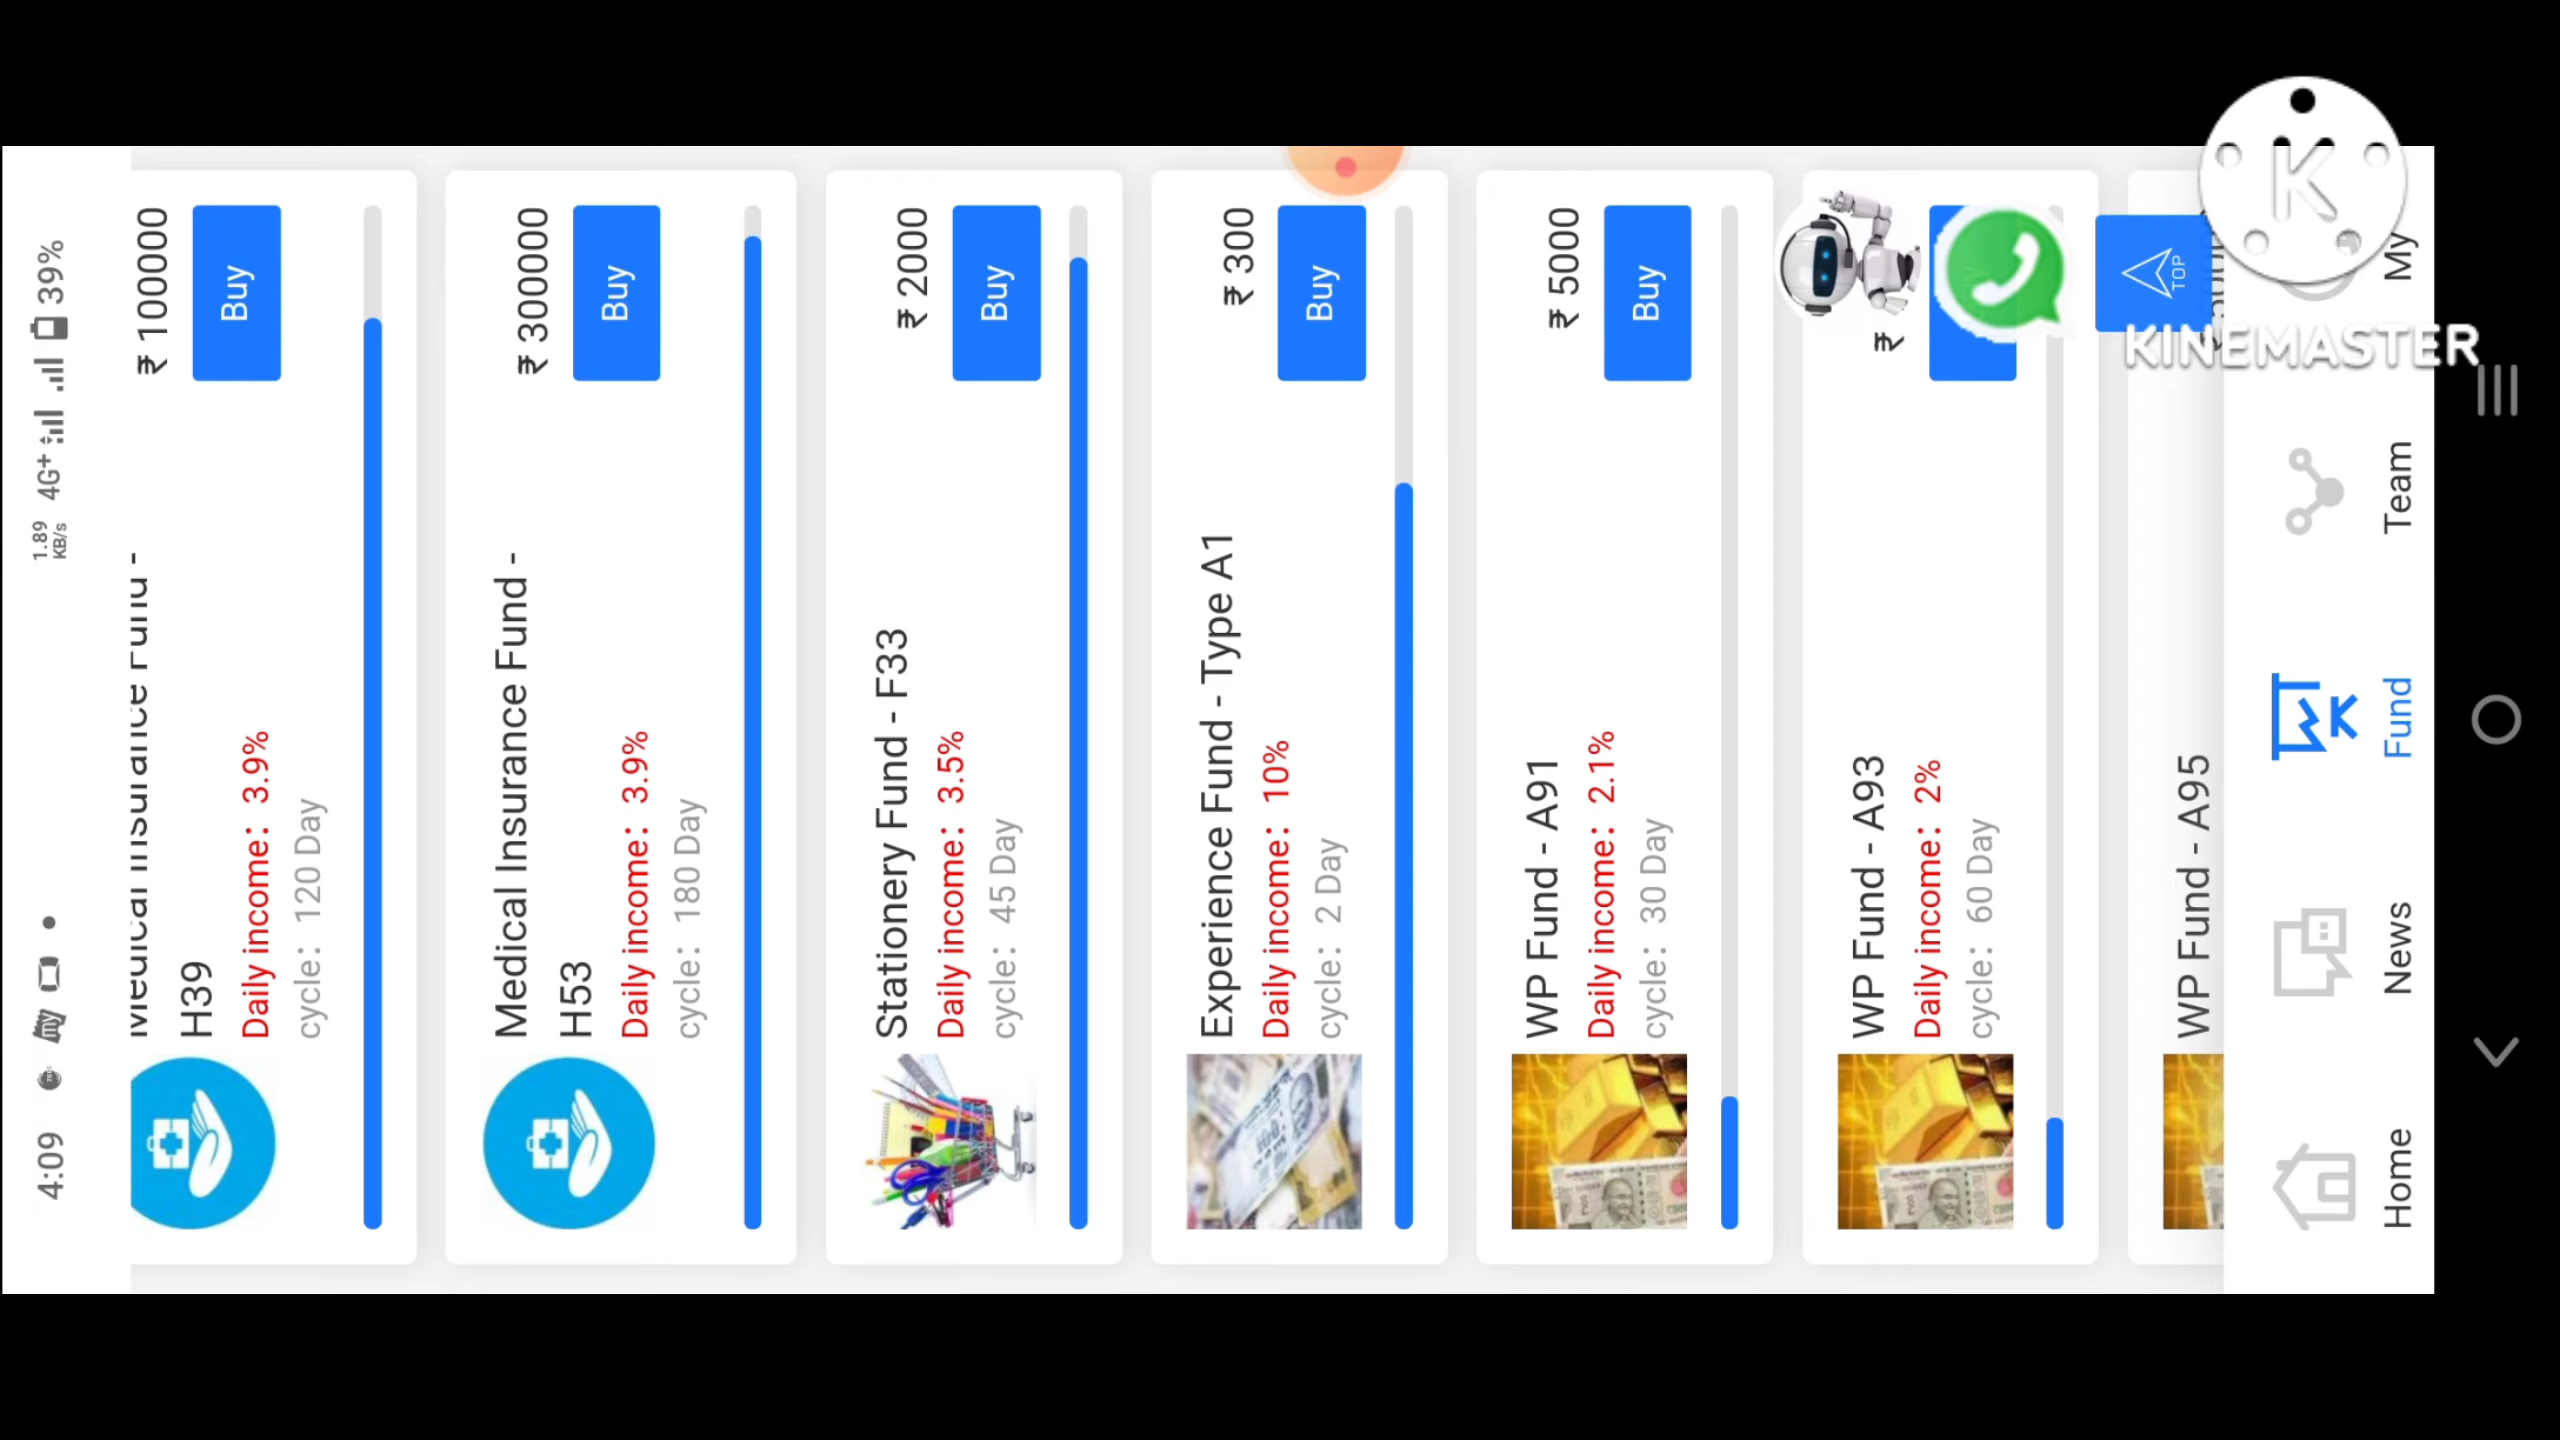 4:09
1.89
KB/s
4G+
39%
Medical Insurance Fund -
H39
₹ 100000
Daily income: 3.9%
cycle: 120 Day
Buy
Medical Insurance Fund -
H53
₹ 300000
Daily income: 3.9%
cycle: 180 Day
Buy
Stationery Fund - F33
₹ 2000
Daily income: 3.5%
cycle: 45 Day
Buy
Experience Fund - Type A1
₹ 300
Daily income: 10%
cycle: 2 Day
Buy
WP Fund - A91
₹ 5000
Daily income: 2.1%
cycle: 30 Day
Buy
WP Fund - A93
₹
Daily income: 2%
cycle: 60 Day
WP Fund - A95
TOP
Home
News
Fund
Team
My
K
KINEMASTER